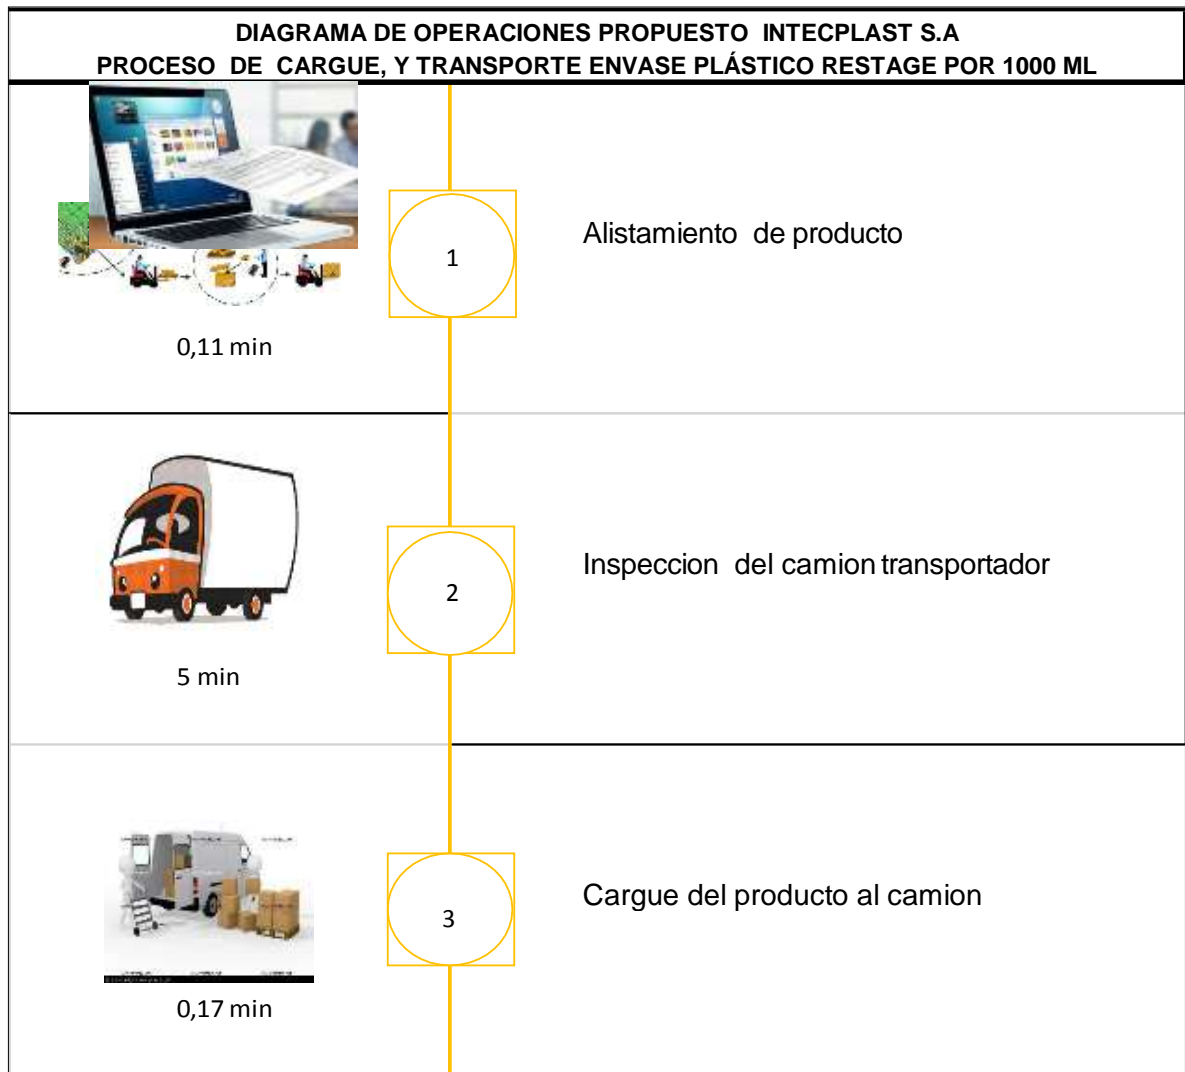 DIAGRAMA DE OPERACIONES PROPUESTO INTECPLAST S.A
PROCESO DE CARGUE, Y TRANSPORTE ENVASE PLÁSTICO RESTAGE POR 1000 ML
1
Alistamiento de producto
0,11 min
2
Inspeccion del camion transportador
5 min
3
Cargue del producto al camion
0,17 min